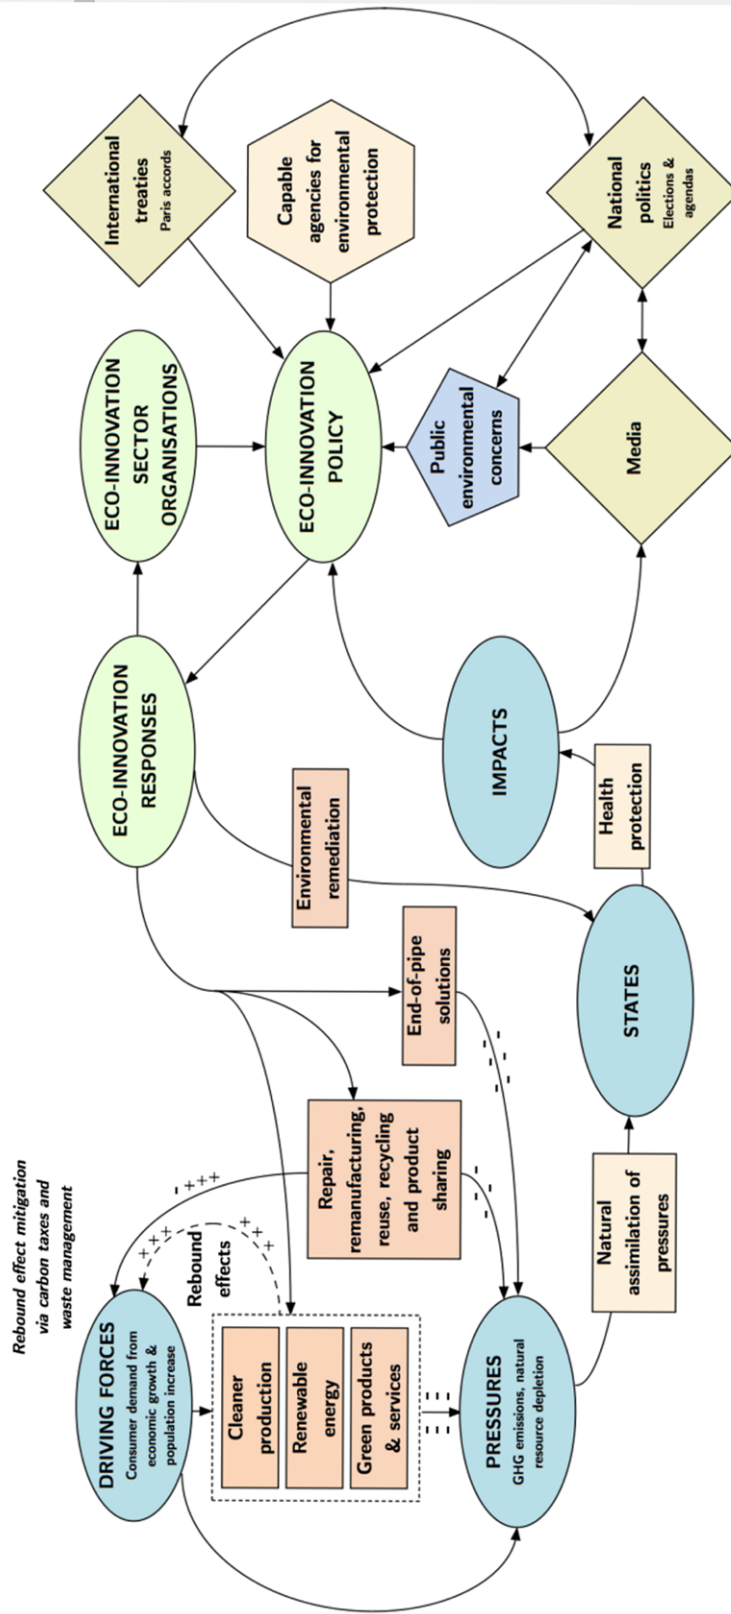 Rebound effect mitigation
via carbon taxes and
waste management
DRIVING FORCES
Consumer demand from
economic growth &
population increase
Rebound
effects
+++
+++
- +++
Cleaner
production
Renewable
energy
Green products
& services
- - -
- - -
PRESSURES
GHG emissions, natural
resource depletion
Repair,
remanufacturing,
reuse, recycling
and product
sharing
- - -
- - -
End-of-pipe
solutions
- - -
- - -
Natural
assimilation of
pressures
STATES
Environmental
remediation
Health
protection
ECO-INNOVATION
RESPONSES
IMPACTS
ECO-INNOVATION
SECTOR
ORGANISATIONS
ECO-INNOVATION
POLICY
Public
environmental
concerns
Media
International
treaties
Paris accords
Capable
agencies for
environmental
protection
National
politics
Elections &
agendas